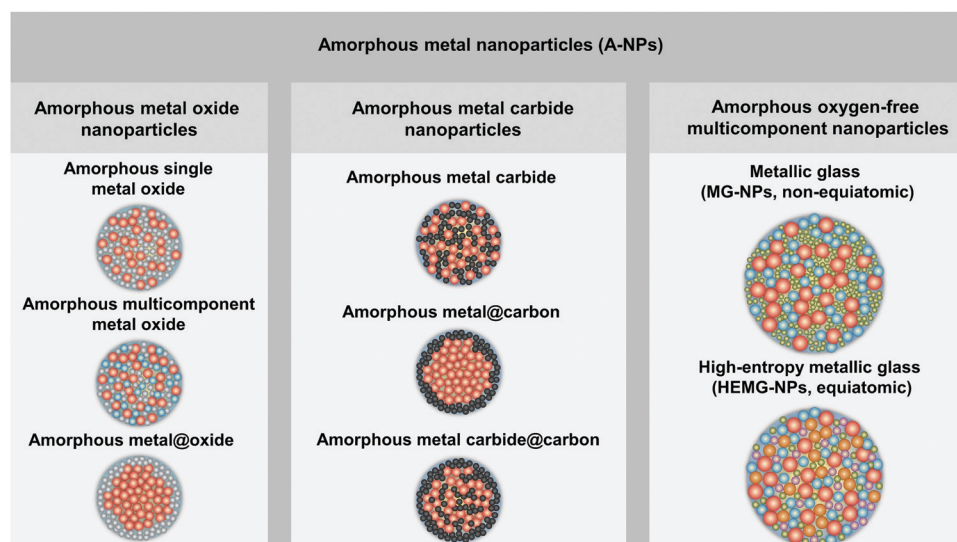 Amorphous metal nanoparticles (A-NPs)
Amorphous metal oxide
nanoparticles
Amorphous single
metal oxide
Amorphous multicomponent
metal oxide
Amorphous metal@oxide
Amorphous metal carbide
nanoparticles
Amorphous metal carbide
Amorphous metal@carbon
Amorphous metal carbide@carbon
Amorphous oxygen-free
multicomponent nanoparticles
Metallic glass
(MG-NPs, non-equiatomic)
High-entropy metallic glass
(HEMG-NPs, equiatomic)